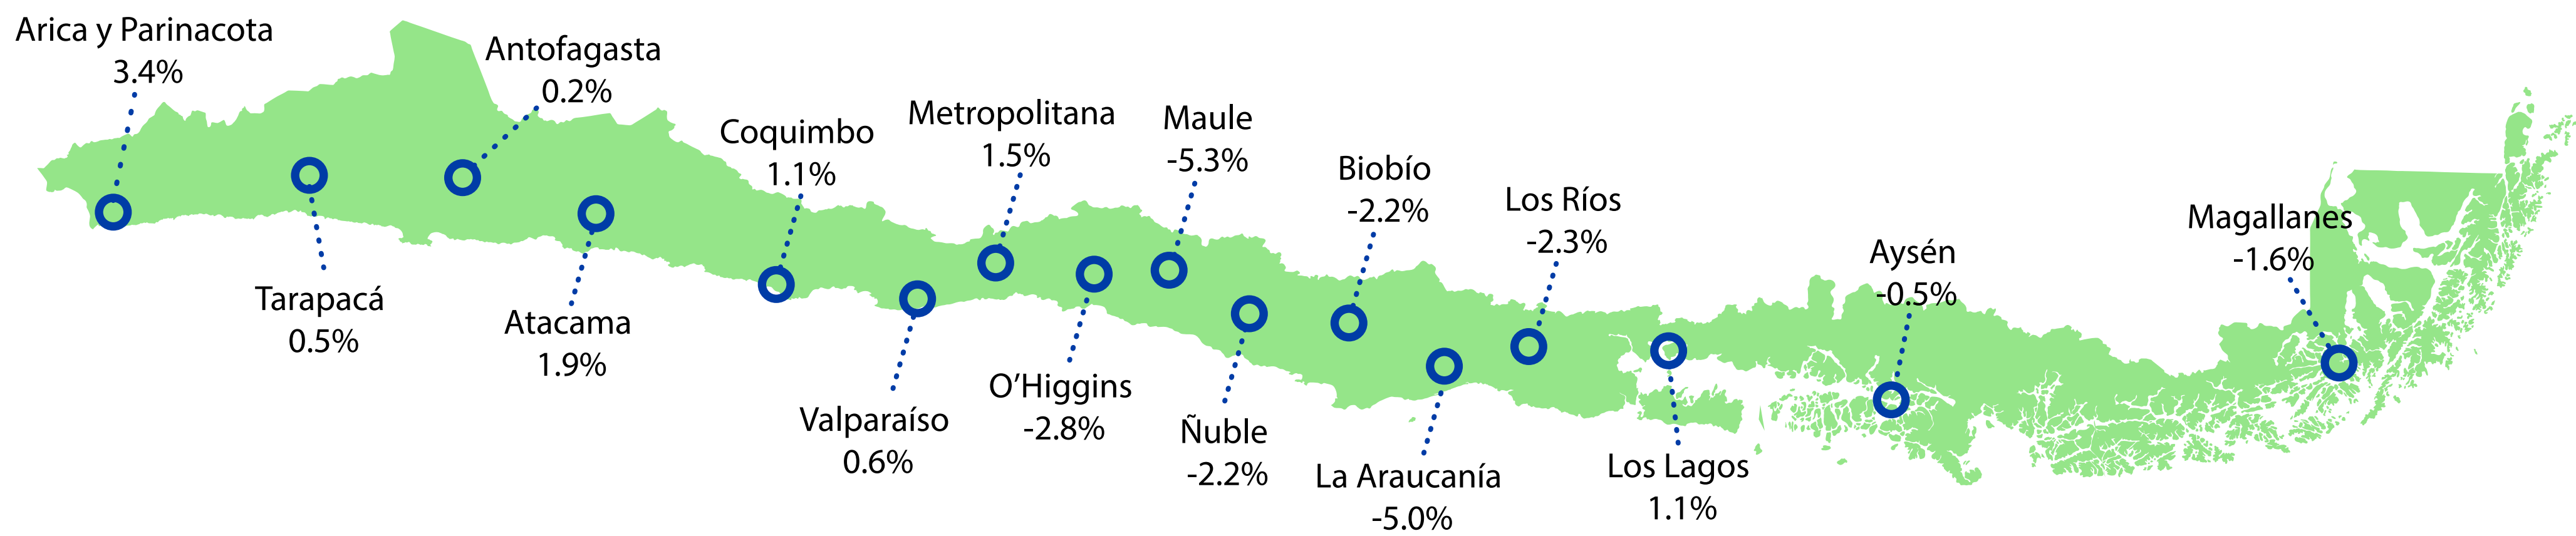 Arica y Parinacota
3.4%
Antofagasta
0.2%
Tarapacá
0.5%
Atacama
1.9%
Coquimbo
1.1%
Valparaíso
0.6%
Metropolitana
1.5%
O’Higgins
-2.8%
Maule
-5.3%
Ñuble
-2.2%
Biobío
-2.2%
La Araucanía
-5.0%
Los Ríos
-2.3%
Los Lagos
1.1%
Aysén
-0.5%
Magallanes
-1.6%